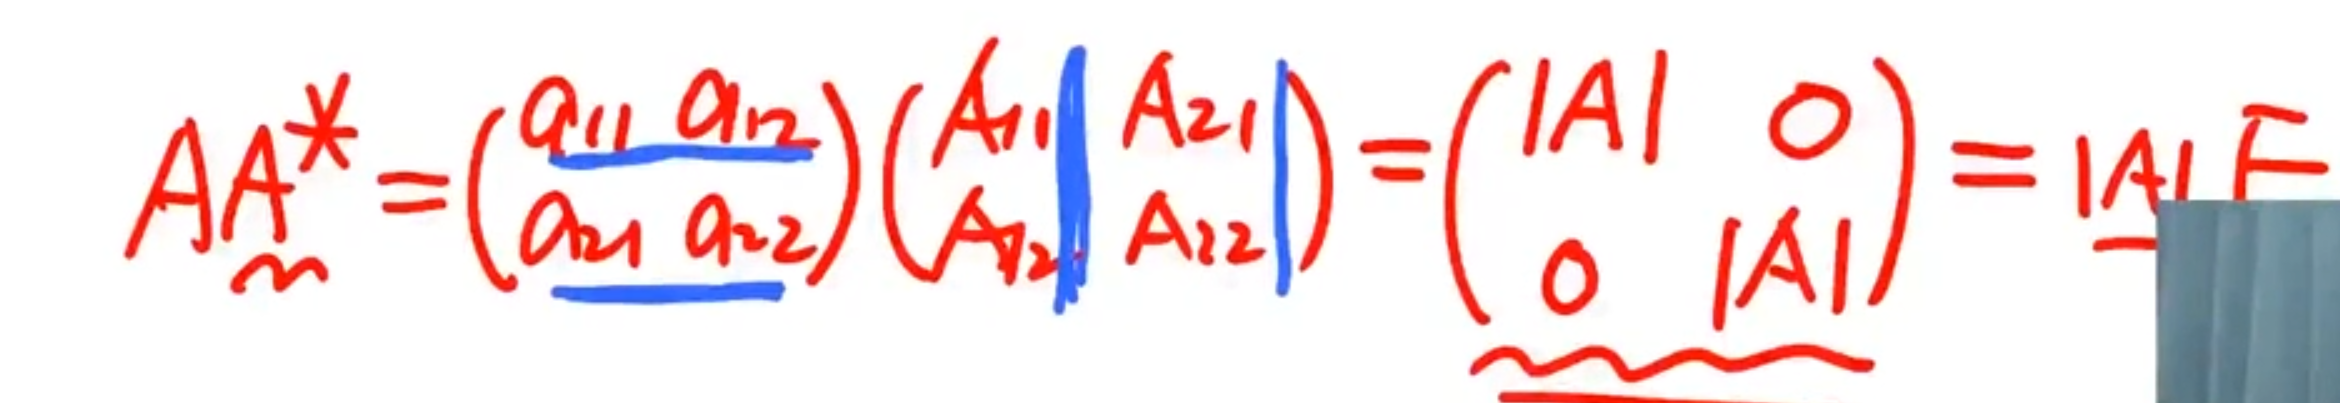 AA* = (a₁₁ a₁₂ a₂₁ a₂₂) (A₁₁ A₂₁ A₁₂ A₂₂) = (|A| 0 0 |A|) = |A| E